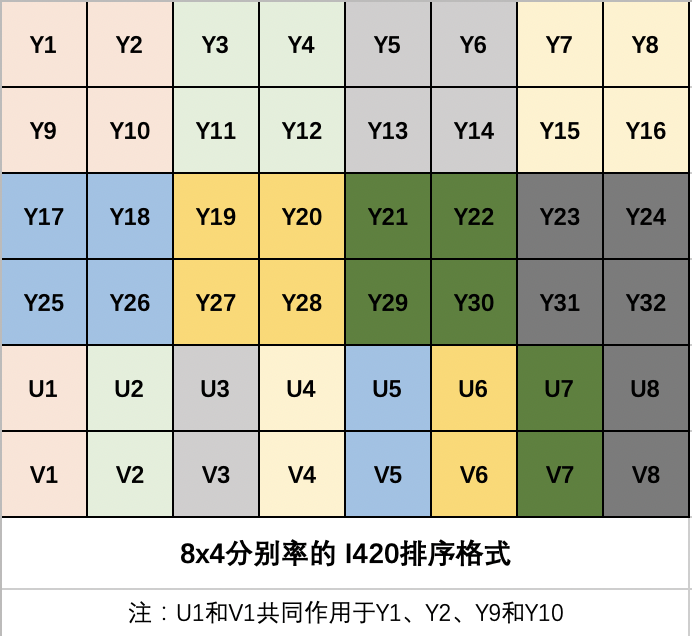 Y1 Y2 Y3 Y4 Y5 Y6 Y7 Y8
Y9 Y10 Y11 Y12 Y13 Y14 Y15 Y16
Y17 Y18 Y19 Y20 Y21 Y22 Y23 Y24
Y25 Y26 Y27 Y28 Y29 Y30 Y31 Y32
U1 U2 U3 U4 U5 U6 U7 U8
V1 V2 V3 V4 V5 V6 V7 V8
8x4分别率的 I420排序格式
注：U1和V1共同作用于Y1、Y2、Y9和Y10